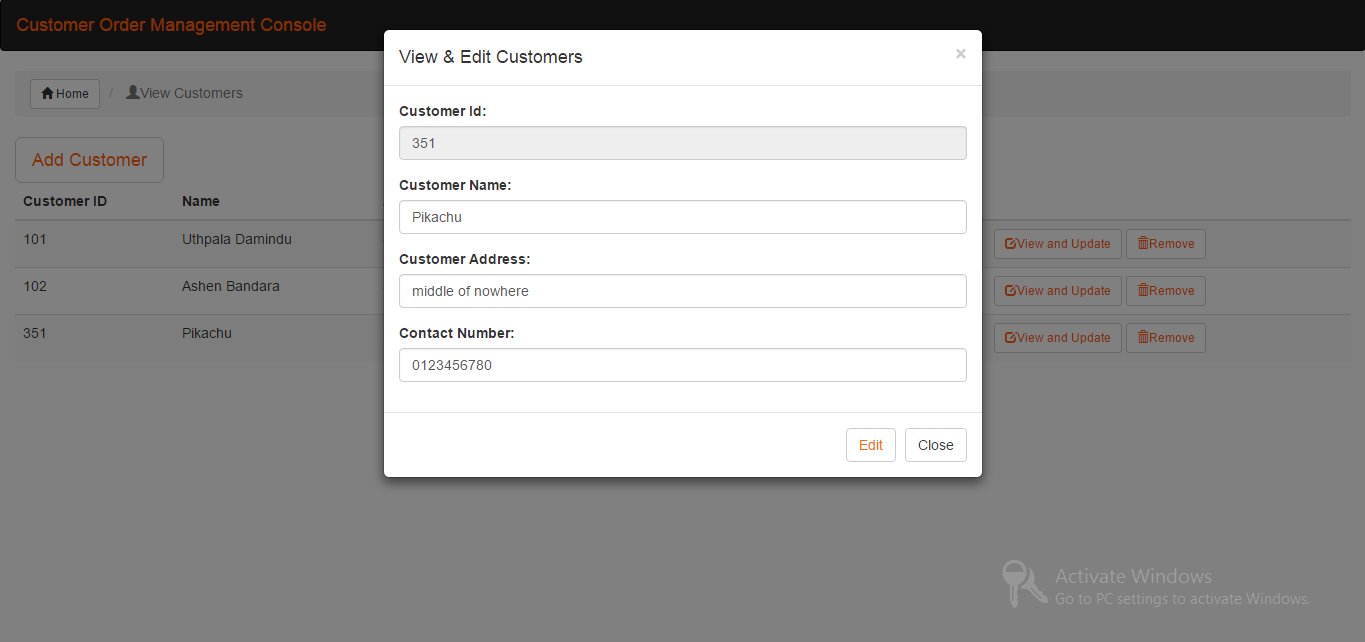 Customer Order Management Console
Home / View Customers
Add Customer
Customer ID Name
101 Uthpala Damindu View and Update Remove
102 Ashen Bandara View and Update Remove
351 Pikachu View and Update Remove
View & Edit Customers ×
Customer Id:
351
Customer Name:
Pikachu
Customer Address:
middle of nowhere
Contact Number:
0123456780
Edit Close
Activate Windows
Go to PC settings to activate Windows.